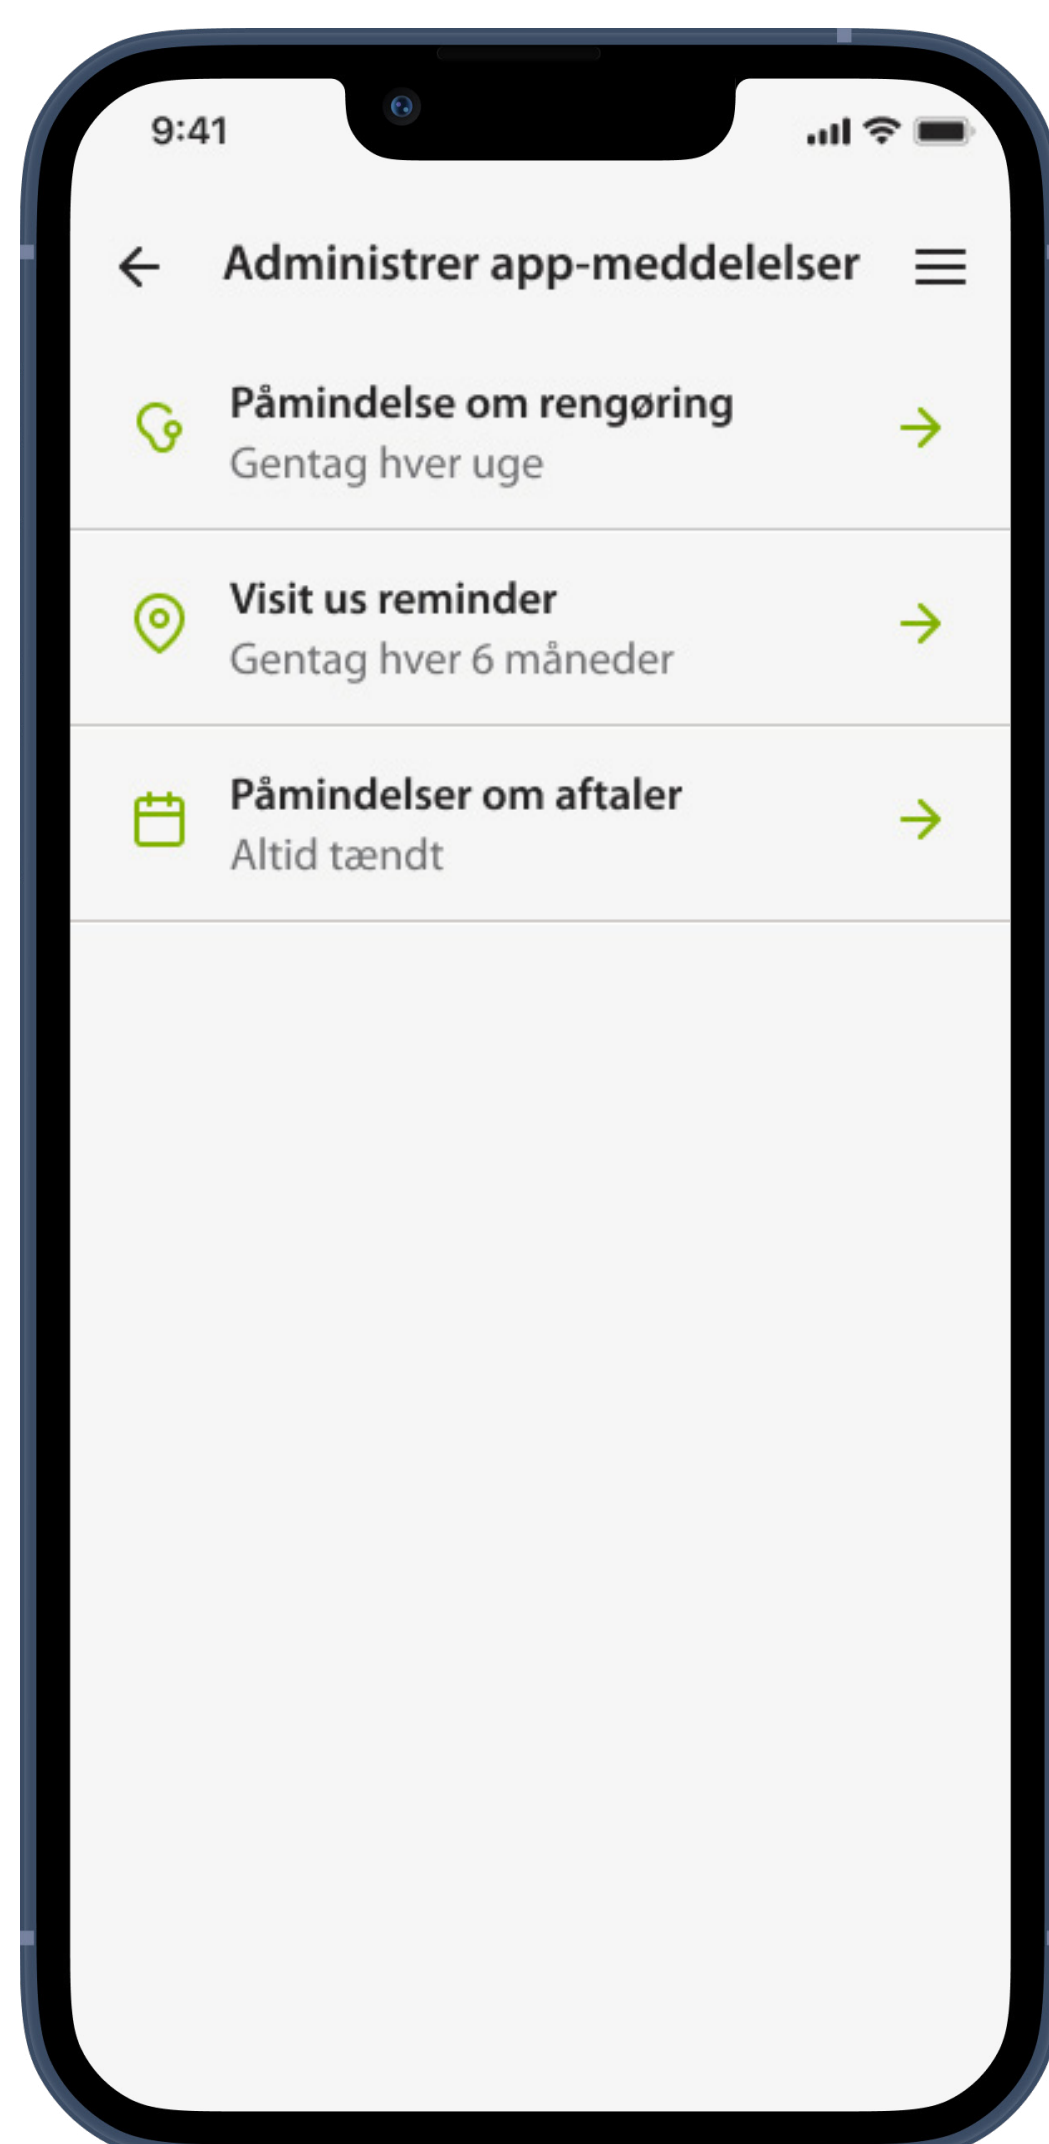 9:41
Administrer app-meddelelser
Påmindelse om rengøring
Gentag hver uge
Visit us reminder
Gentag hver 6 måneder
Påmindelser om aftaler
Altid tændt